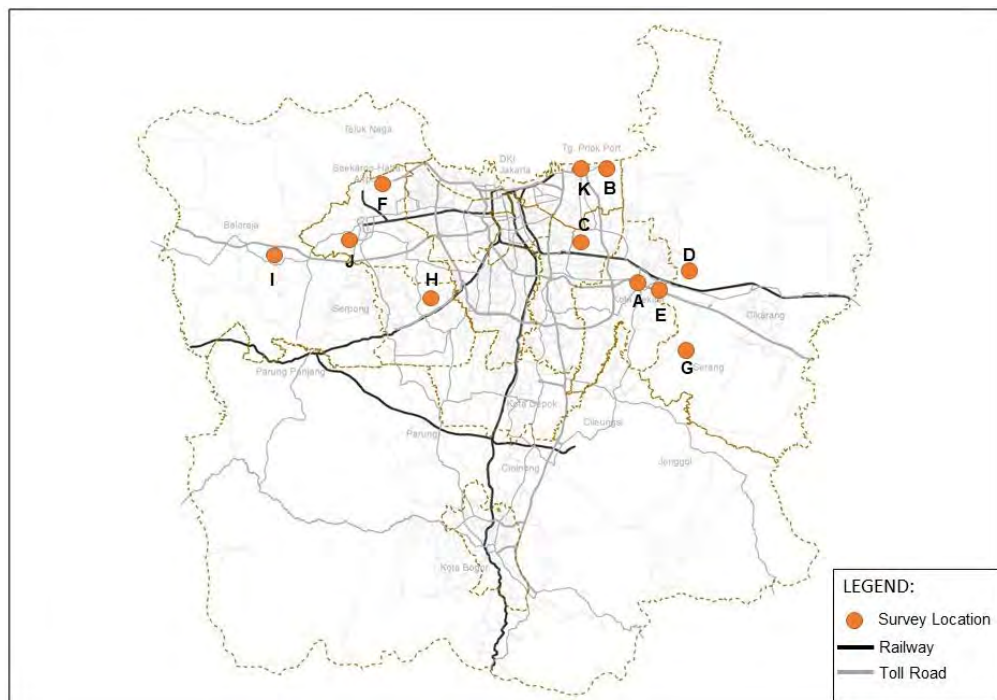 Teluk Naga
Tg. Priok Port
DKI
Jakarta
Soekarno Hatta
F
K
B
Balaraja
C
I
J
D
H
A
E
Serpong
Cikarang
G
Serang
Parung Panjang
Kota Depok
Cileungsi
Parung
Cibinong
Jonggol
Kota Bogor
LEGEND:
Survey Location
Railway
Toll Road